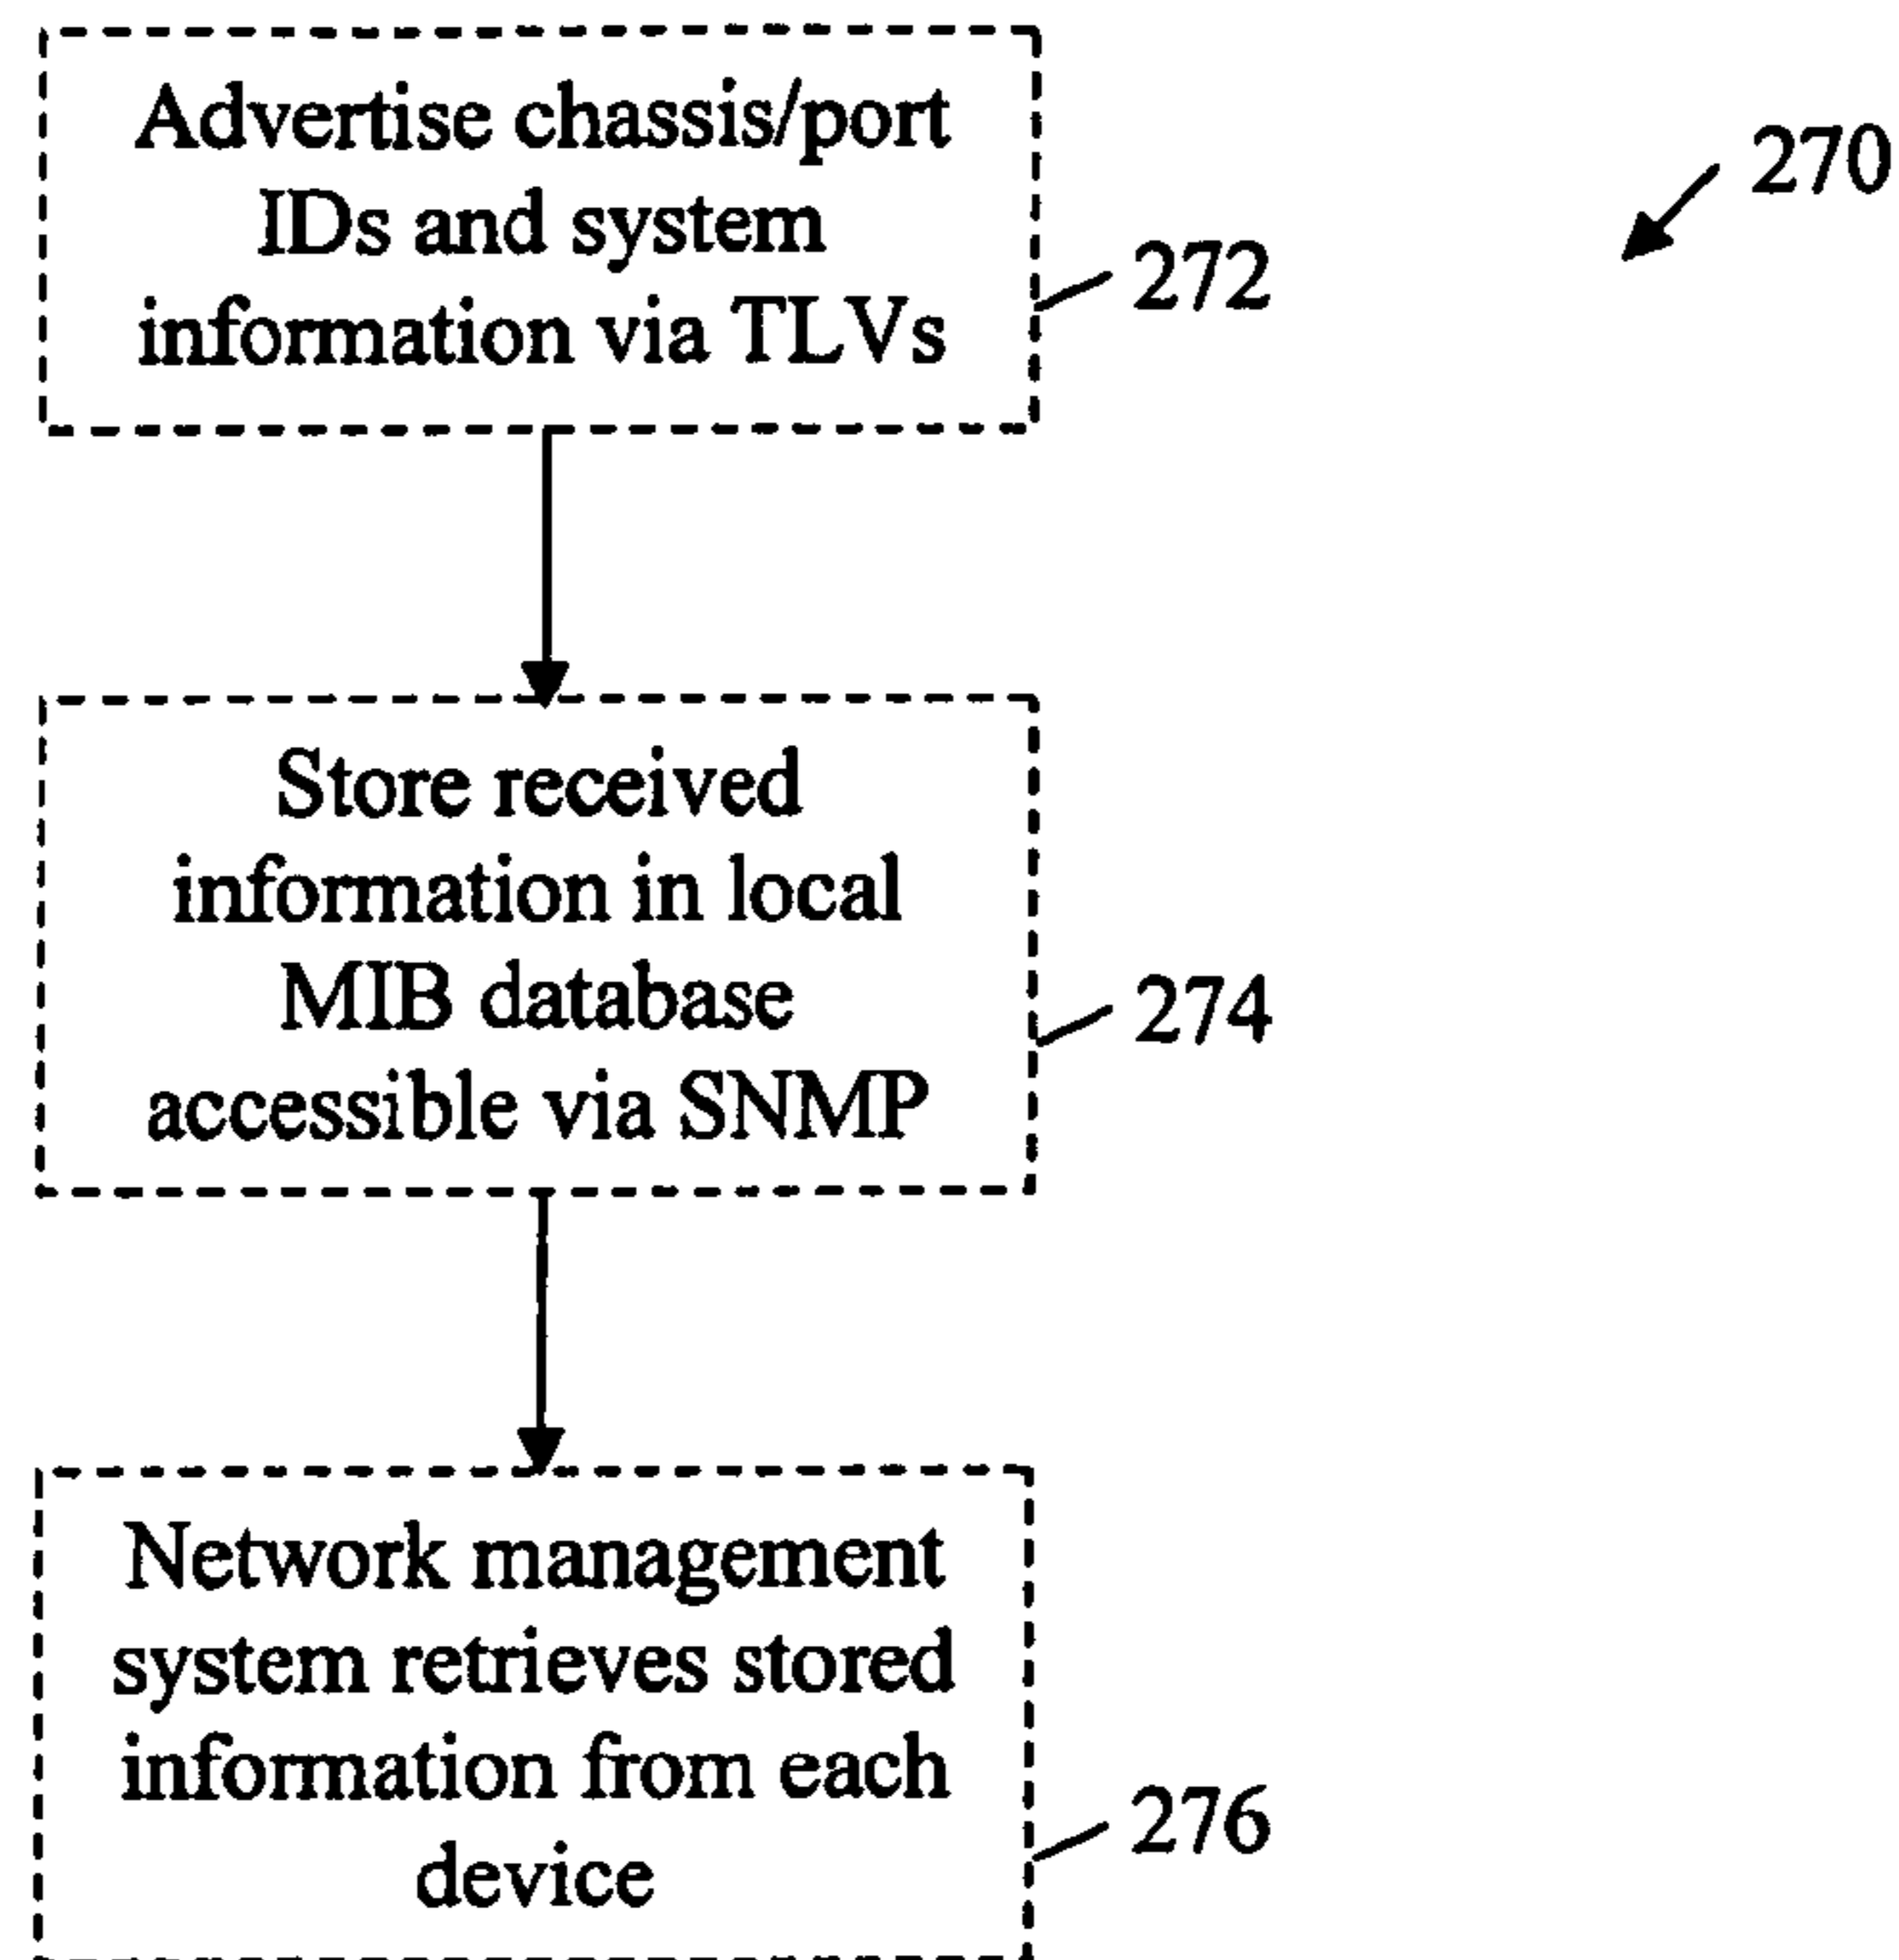 Advertise chassis/port
IDs and system
information via TLVs
270
272
Store received
information in local
MIB database
accessible via SNMP
274
Network management
system retrieves stored
information from each
device
276